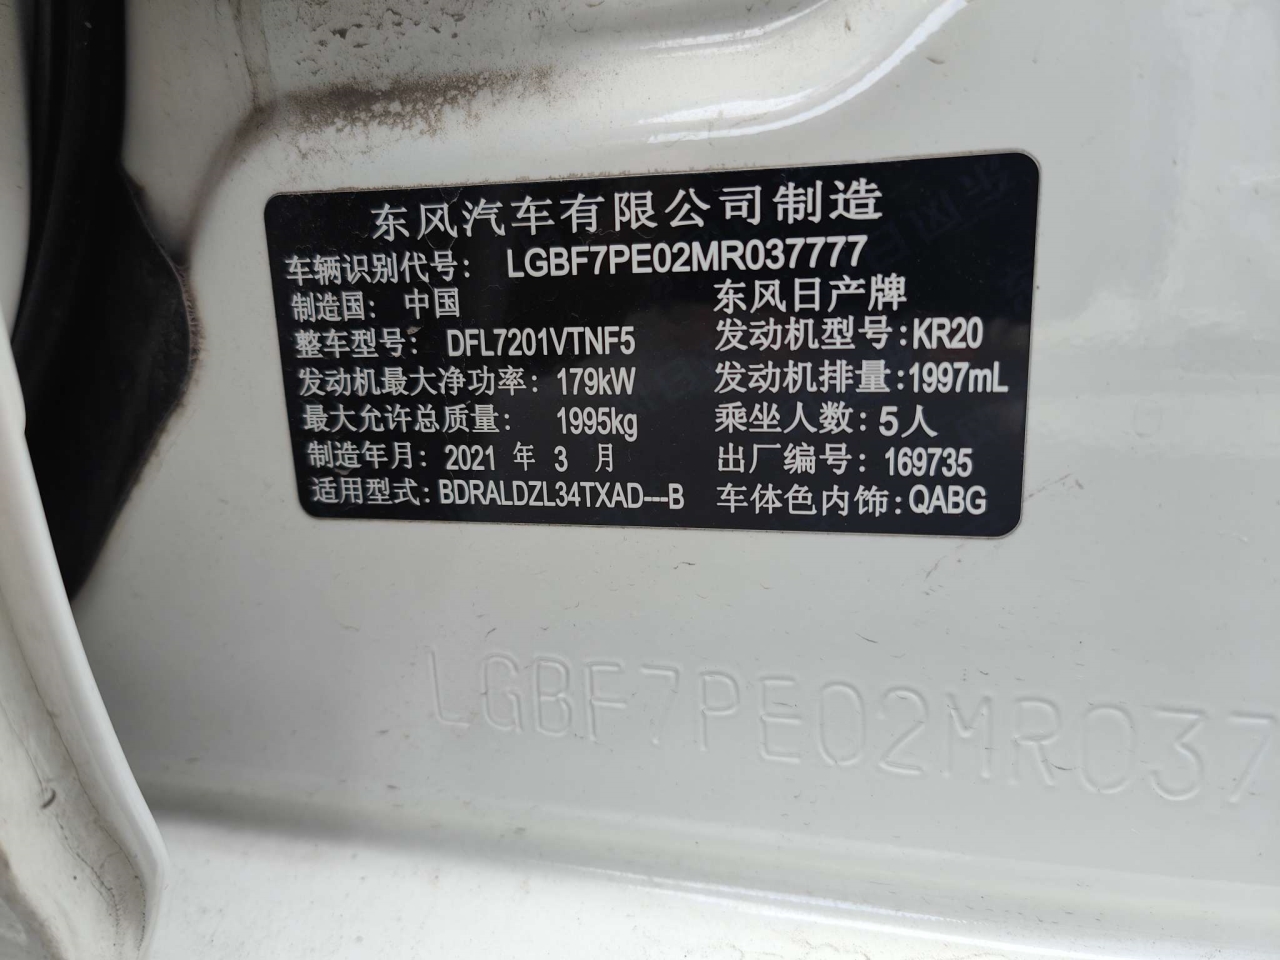 东风汽车有限公司制造
车辆识别代号: LGBF7PE02MR037777
制造国: 中国 东风日产牌
整车型号: DFL7201VTNF5 发动机型号: KR20
发动机最大净功率: 179kW 发动机排量: 1997mL
最大允许总质量: 1995kg 乘坐人数: 5人
制造年月: 2021 年 3 月 出厂编号: 169735
适用型式: BDRALDZL34TXAD---B 车体色内饰: QABG
LGBF7PE02MR037